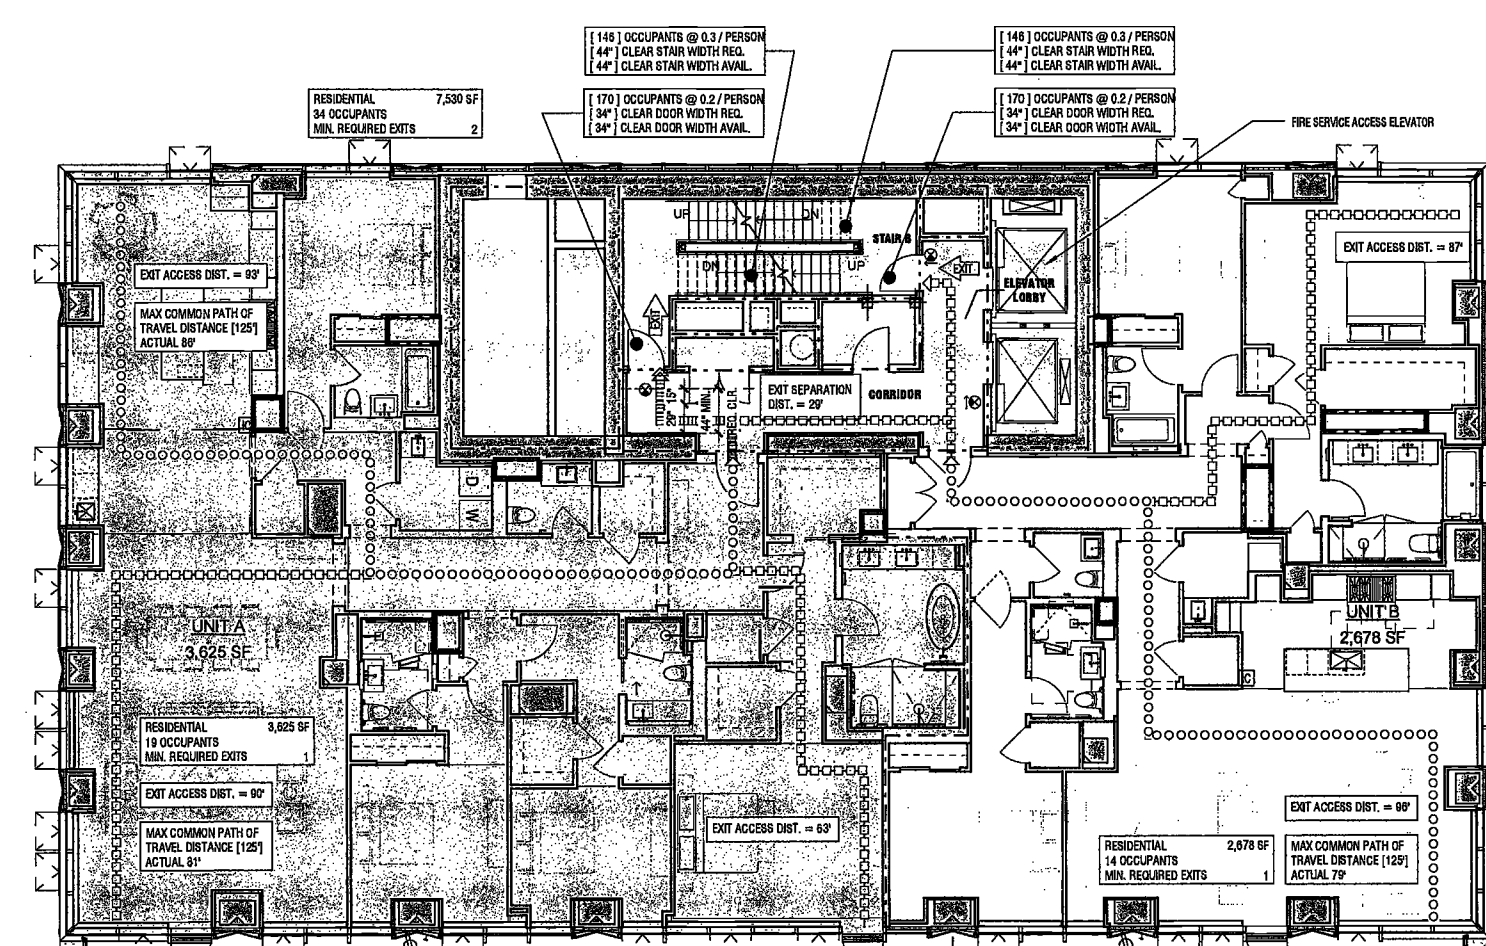 [ 146 ] OCCUPANTS @ 0.3 / PERSON
[ 44" ] CLEAR STAIR WIDTH REQ.
[ 44" ] CLEAR STAIR WIDTH AVAIL.
[ 146 ] OCCUPANTS @ 0.3 / PERSON
[ 44" ] CLEAR STAIR WIDTH REQ.
[ 44" ] CLEAR STAIR WIDTH AVAIL.
RESIDENTIAL 7,530 SF
34 OCCUPANTS
MIN. REQUIRED EXITS 2
[ 170 ] OCCUPANTS @ 0.2 / PERSON
[ 34" ] CLEAR DOOR WIDTH REQ.
[ 34" ] CLEAR DOOR WIDTH AVAIL.
[ 170 ] OCCUPANTS @ 0.2 / PERSON
[ 34" ] CLEAR DOOR WIDTH REQ.
[ 34" ] CLEAR DOOR WIDTH AVAIL.
FIRE SERVICE ACCESS ELEVATOR
UP
DN
STAIR
DN
UP
EXIT
EXIT
ELEVATOR
LOBBY
EXIT ACCESS DIST. = 93'
MAX COMMON PATH OF
TRAVEL DISTANCE [125']
ACTUAL 86'
EXIT ACCESS DIST. = 87'
EXIT SEPARATION
DIST. = 29'
CORRIDOR
15"
44" MIN.
CLR.
D
W
UNIT A
3,625 SF
UNIT B
2,678 SF
C
RESIDENTIAL 3,625 SF
19 OCCUPANTS
MIN. REQUIRED EXITS 1
EXIT ACCESS DIST. = 90'
MAX COMMON PATH OF
TRAVEL DISTANCE [125']
ACTUAL 81'
EXIT ACCESS DIST. = 63'
RESIDENTIAL 2,678 SF
14 OCCUPANTS
MIN. REQUIRED EXITS 1
EXIT ACCESS DIST. = 96'
MAX COMMON PATH OF
TRAVEL DISTANCE [125']
ACTUAL 79'